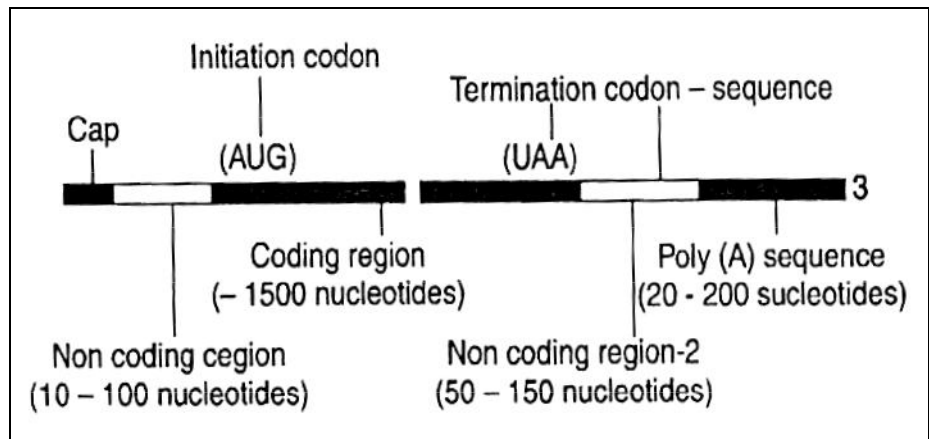 Initiation codon
Termination codon – sequence
Cap
(AUG)
(UAA)
3
Coding region
(– 1500 nucleotides)
Poly (A) sequence
(20 - 200 sucleotides)
Non coding cegion
(10 – 100 nucleotides)
Non coding region-2
(50 – 150 nucleotides)